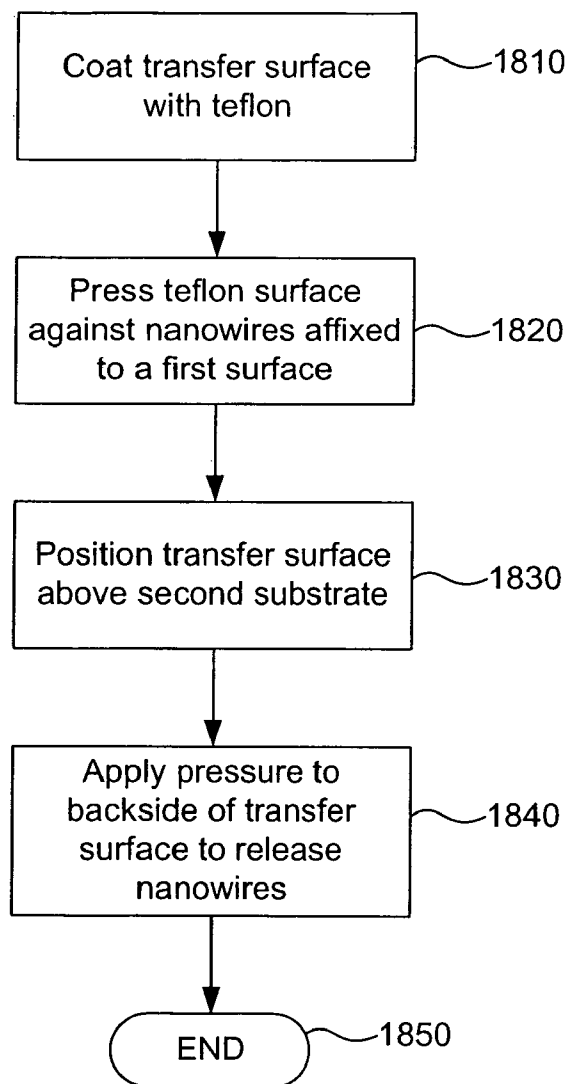 Coat transfer surface
with teflon
1810
Press teflon surface
against nanowires affixed
to a first surface
1820
Position transfer surface
above second substrate
1830
Apply pressure to
backside of transfer
surface to release
nanowires
1840
END
1850